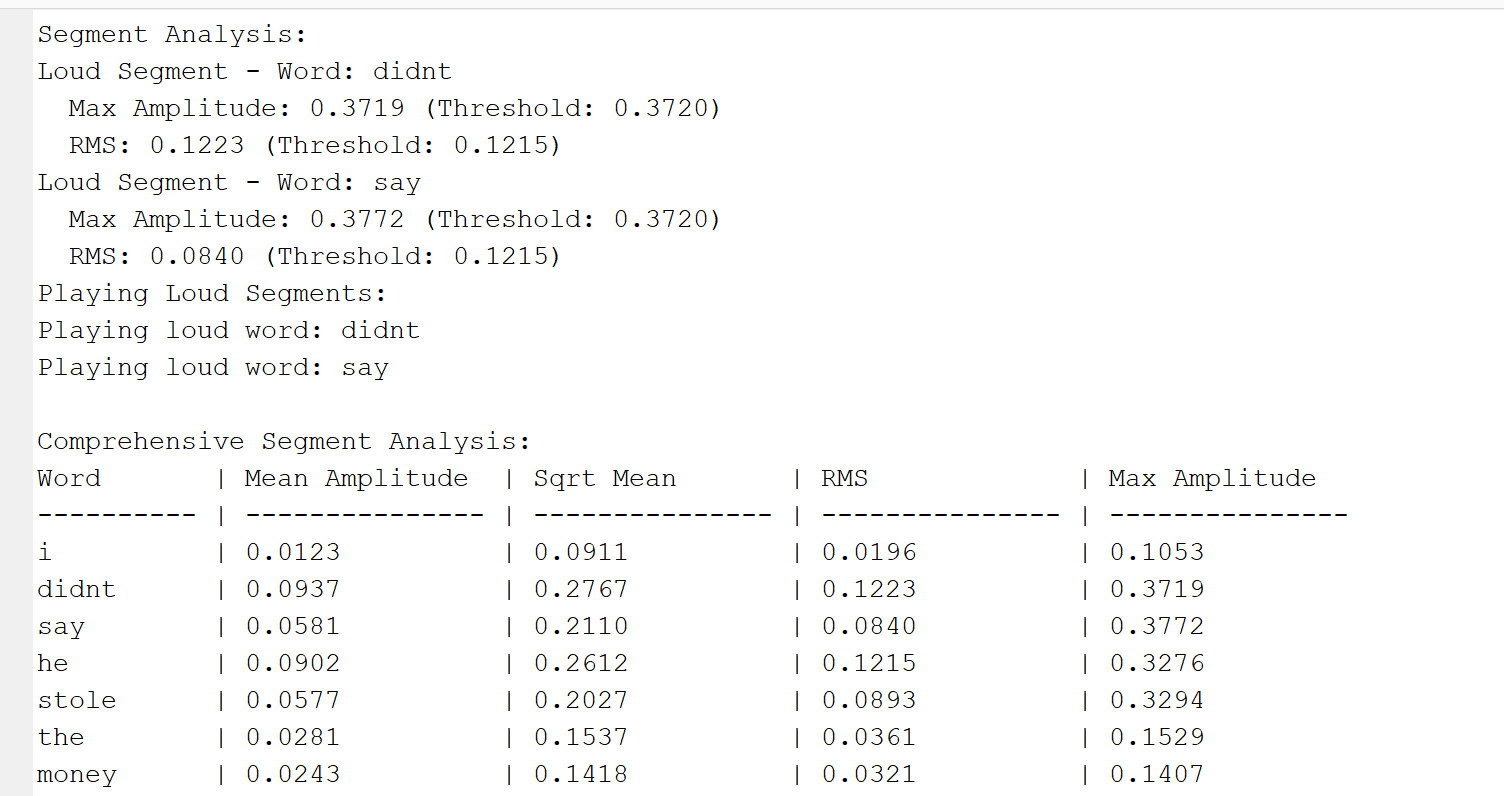 Segment Analysis:
Loud Segment - Word: didnt
  Max Amplitude: 0.3719 (Threshold: 0.3720)
  RMS: 0.1223 (Threshold: 0.1215)
Loud Segment - Word: say
  Max Amplitude: 0.3772 (Threshold: 0.3720)
  RMS: 0.0840 (Threshold: 0.1215)
Playing Loud Segments:
Playing loud word: didnt
Playing loud word: say

Comprehensive Segment Analysis:
Word       | Mean Amplitude  | Sqrt Mean       | RMS             | Max Amplitude
---------- | --------------- | --------------- | --------------- | ---------------
i          | 0.0123          | 0.0911          | 0.0196          | 0.1053
didnt      | 0.0937          | 0.2767          | 0.1223          | 0.3719
say        | 0.0581          | 0.2110          | 0.0840          | 0.3772
he         | 0.0902          | 0.2612          | 0.1215          | 0.3276
stole      | 0.0577          | 0.2027          | 0.0893          | 0.3294
the        | 0.0281          | 0.1537          | 0.0361          | 0.1529
money      | 0.0243          | 0.1418          | 0.0321          | 0.1407